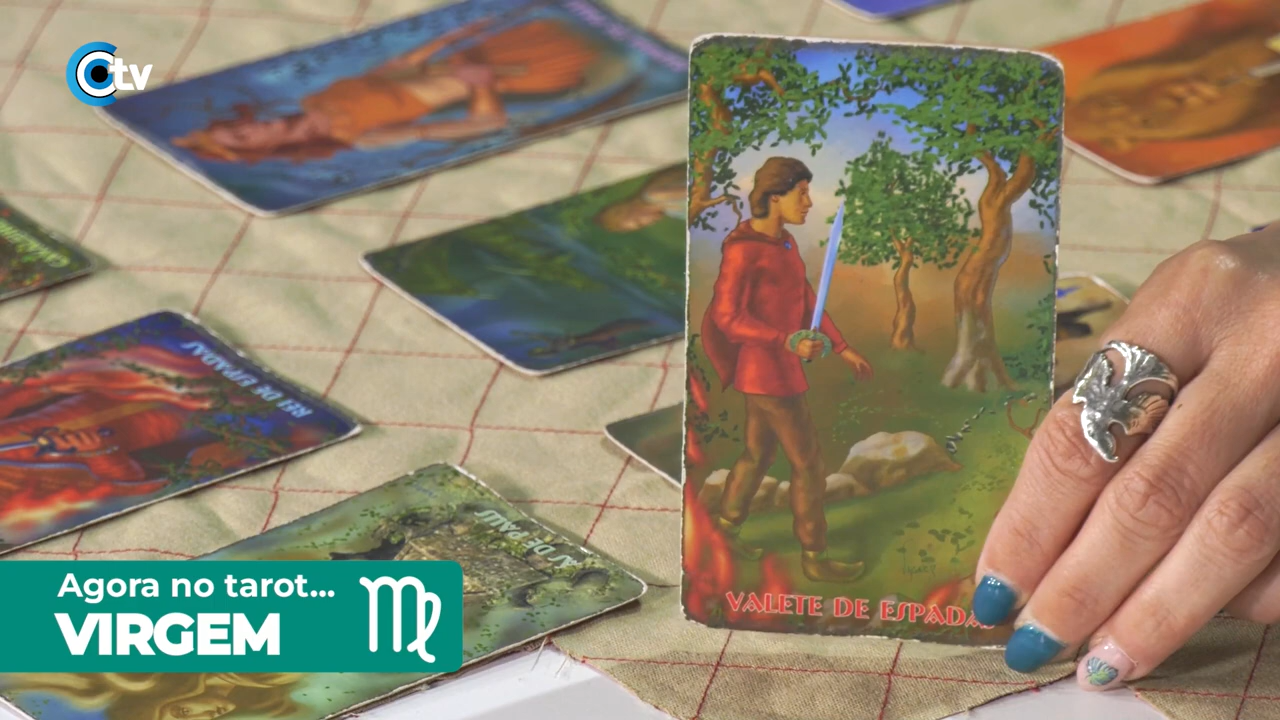 Ctv
Agora no tarot...
VIRGEM
VALETE DE ESPADAS
REI DE ESPADAS